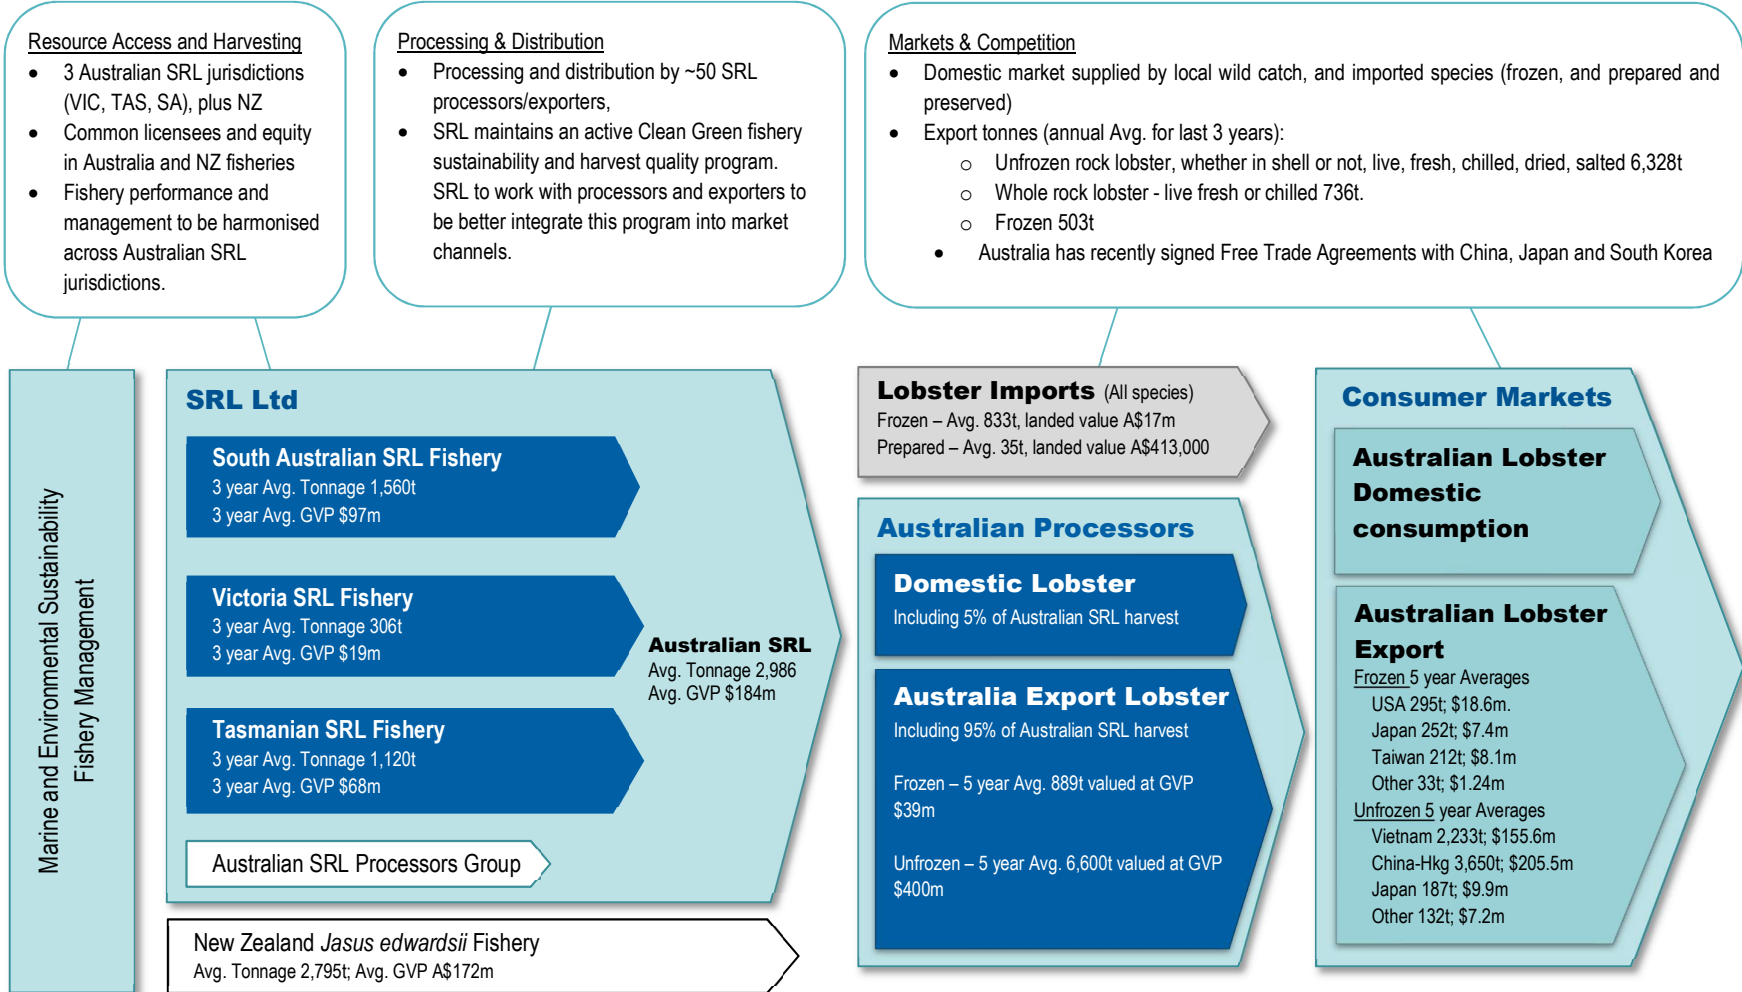 Resource Access and Harvesting
• 3 Australian SRL jurisdictions
(VIC, TAS, SA), plus NZ
• Common licensees and equity
in Australia and NZ fisheries
• Fishery performance and
management to be harmonised
across Australian SRL
jurisdictions.
Processing & Distribution
• Processing and distribution by ~50 SRL
processors/exporters,
• SRL maintains an active Clean Green fishery
sustainability and harvest quality program.
SRL to work with processors and exporters to
be better integrate this program into market
channels.
Markets & Competition
• Domestic market supplied by local wild catch, and imported species (frozen, and prepared and
preserved)
• Export tonnes (annual Avg. for last 3 years):
o Unfrozen rock lobster, whether in shell or not, live, fresh, chilled, dried, salted 6,328t
o Whole rock lobster - live fresh or chilled 736t.
o Frozen 503t
• Australia has recently signed Free Trade Agreements with China, Japan and South Korea
Marine and Environmental Sustainability
Fishery Management
SRL Ltd
South Australian SRL Fishery
3 year Avg. Tonnage 1,560t
3 year Avg. GVP $97m
Victoria SRL Fishery
3 year Avg. Tonnage 306t
3 year Avg. GVP $19m
Tasmanian SRL Fishery
3 year Avg. Tonnage 1,120t
3 year Avg. GVP $68m
Australian SRL
Avg. Tonnage 2,986
Avg. GVP $184m
Australian SRL Processors Group
New Zealand Jasus edwardsii Fishery
Avg. Tonnage 2,795t; Avg. GVP A$172m
Lobster Imports (All species)
Frozen – Avg. 833t, landed value A$17m
Prepared – Avg. 35t, landed value A$413,000
Australian Processors
Domestic Lobster
Including 5% of Australian SRL harvest
Australia Export Lobster
Including 95% of Australian SRL harvest
Frozen – 5 year Avg. 889t valued at GVP
$39m
Unfrozen – 5 year Avg. 6,600t valued at GVP
$400m
Consumer Markets
Australian Lobster
Domestic
consumption
Australian Lobster
Export
Frozen 5 year Averages
USA 295t; $18.6m.
Japan 252t; $7.4m
Taiwan 212t; $8.1m
Other 33t; $1.24m
Unfrozen 5 year Averages
Vietnam 2,233t; $155.6m
China-Hkg 3,650t; $205.5m
Japan 187t; $9.9m
Other 132t; $7.2m